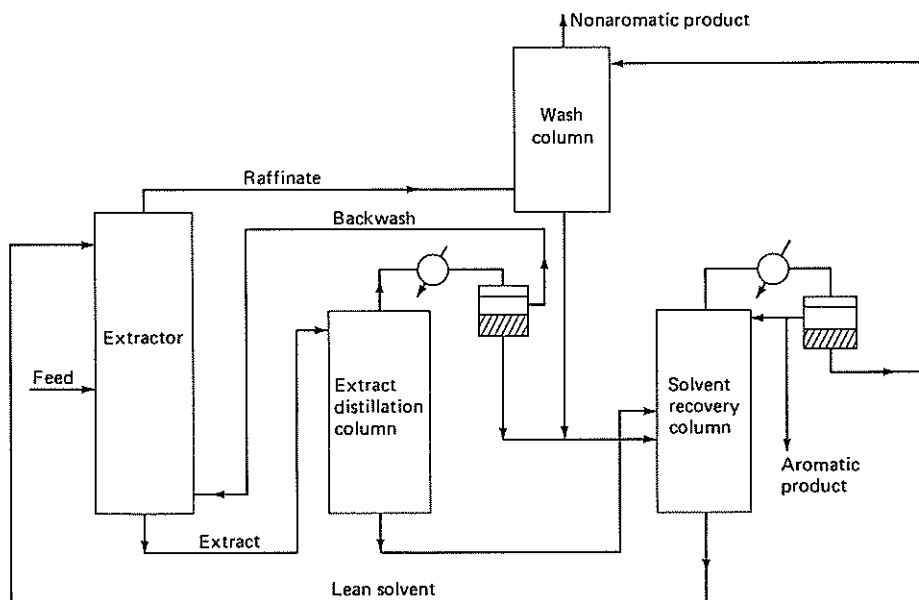 Nonaromatic product
Wash
column
Raffinate
Backwash
Extractor
Feed
Extract
distillation
column
Solvent
recovery
column
Aromatic
product
Extract
Lean solvent